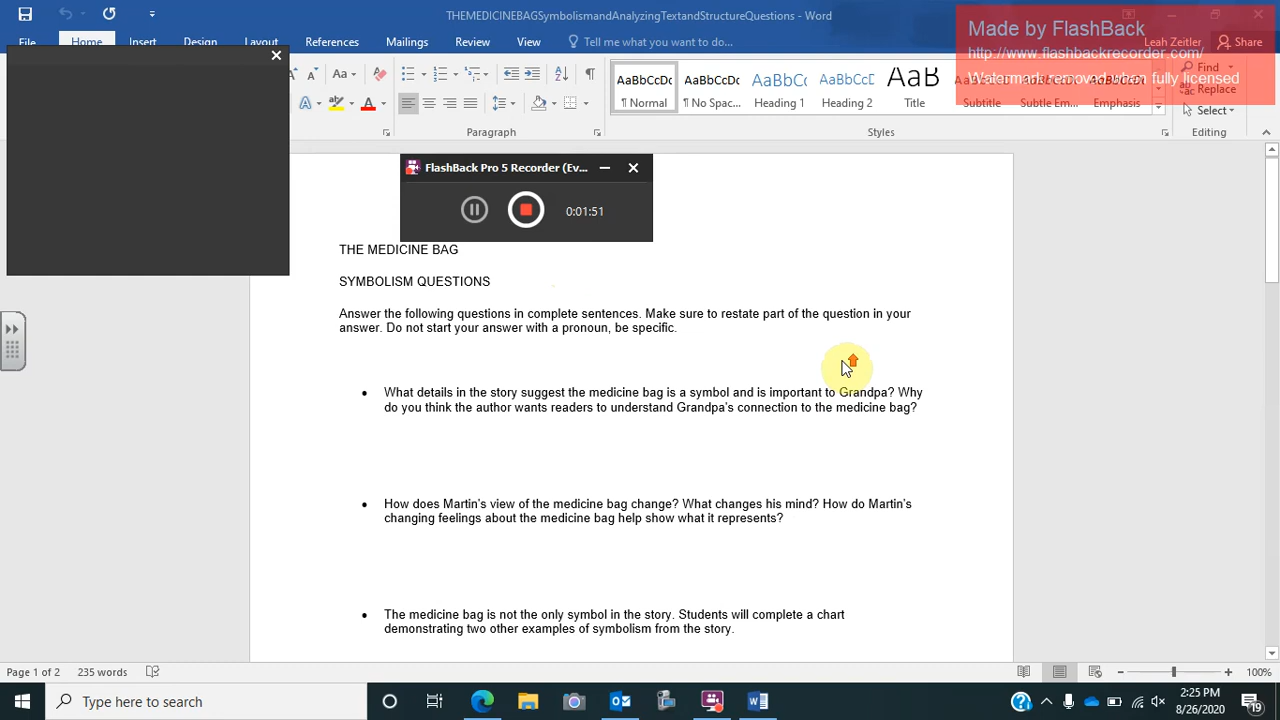 THEMEDICINEBAGSymbolismandAnalyzingTextandStructureQuestions - Word
Made by FlashBack
http://www.flashbackrecorder.com/
Watermark removed when fully licensed
File Home Insert Design Layout References Mailings Review View Tell me what you want to do... Leah Zeitler Share
AaBbCcDc AaBbCcDc AaBbCc AaBbCcC AaB
¶ Normal ¶ No Spac... Heading Heading 2 Title Subtitle Subtle Em... Emphasis
Find
Replace
Select
Paragraph Styles Editing
FlashBack Pro 5 Recorder (Ev...
0:01:51
THE MEDICINE BAG
SYMBOLISM QUESTIONS
Answer the following questions in complete sentences. Make sure to restate part of the question in your
answer. Do not start your answer with a pronoun, be specific.
• What details in the story suggest the medicine bag is a symbol and is important to Grandpa? Why
do you think the author wants readers to understand Grandpa's connection to the medicine bag?
• How does Martin's view of the medicine bag change? What changes his mind? How do Martin's
changing feelings about the medicine bag help show what it represents?
• The medicine bag is not the only symbol in the story. Students will complete a chart
demonstrating two other examples of symbolism from the story.
Page 1 of 2 235 words 100%
Type here to search
2:25 PM
8/26/2020
19